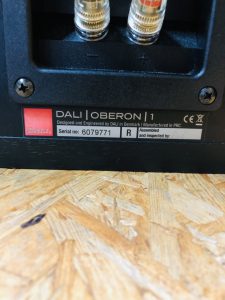 DALI | OBERON | 1
Designed and Engineered by DALI in Denmark | Manufactured in PRC
Serial no: 6079771
R
Assembled
and inspected by:
CE